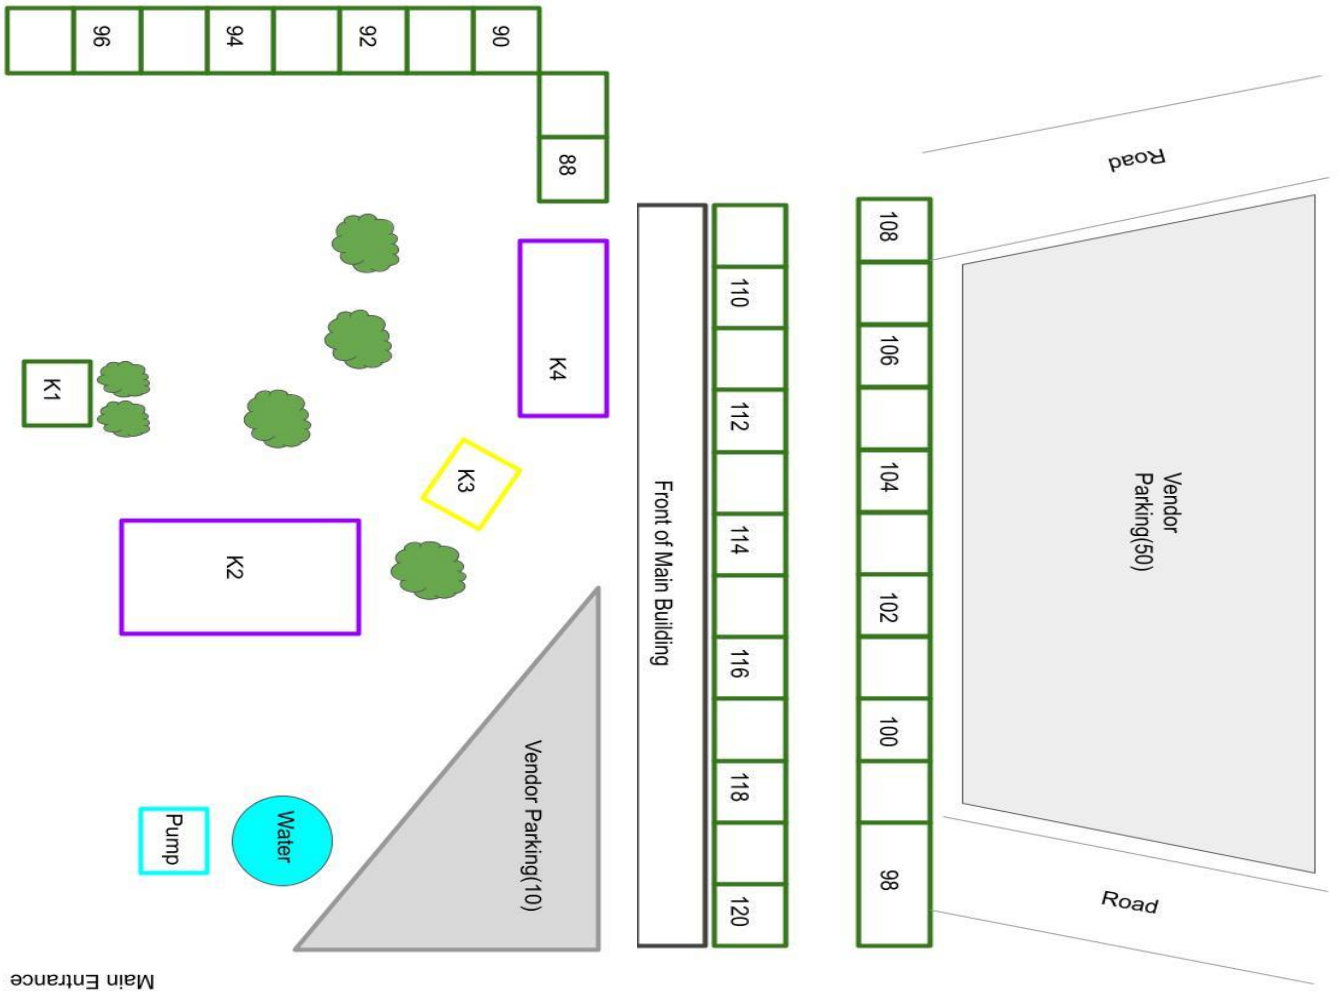 96
94
92
90
88
Road
108
110
106
K4
K1
112
K3
104
Vendor
Parking(50)
Front of Main Building
114
K2
102
116
100
Vendor Parking(10)
118
Water
Pump
98
120
Road
Main Entrance